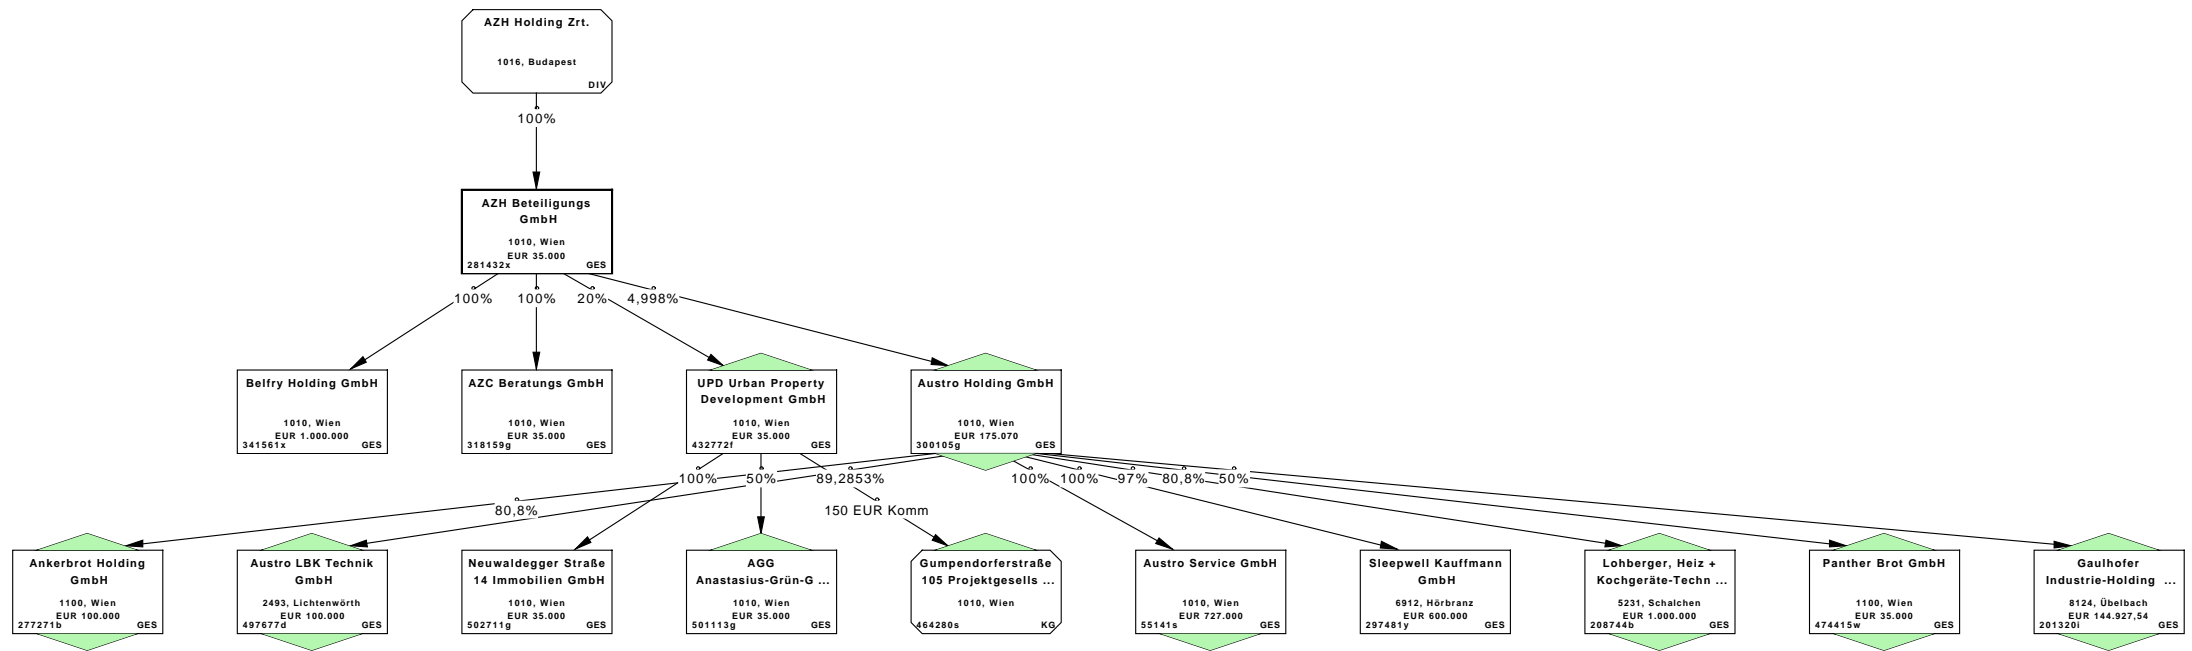 AZH Holding Zrt.
1016, Budapest
DIV
100%
AZH Beteiligungs
GmbH
1010, Wien
EUR 35.000
281432x GES
100% 100% 20% 4,998%
Belfry Holding GmbH
1010, Wien
EUR 1.000.000
341561x GES
AZC Beratungs GmbH
1010, Wien
EUR 35.000
318159g GES
UPD Urban Property
Development GmbH
1010, Wien
EUR 35.000
432772f GES
Austro Holding GmbH
1010, Wien
EUR 175.070
300105g GES
100% 50% 89,2853% 100% 100% 97% 80,8% 50%
80,8% 150 EUR Komm
Ankerbrot Holding
GmbH
1100, Wien
EUR 100.000
277271b GES
Austro LBK Technik
GmbH
2493, Lichtenwörth
EUR 100.000
497677d GES
Neuwaldegger Straße
14 Immobilien GmbH
1010, Wien
EUR 35.000
502711g GES
AGG
Anastasius-Grün-G ...
1010, Wien
EUR 35.000
501113g GES
Gumpendorferstraße
105 Projektgesells ...
1010, Wien
464280s KG
Austro Service GmbH
1010, Wien
EUR 727.000
55141s GES
Sleepwell Kauffmann
GmbH
6912, Hörbranz
EUR 600.000
297481y GES
Lohberger, Heiz +
Kochgeräte-Techn ...
5231, Schalchen
EUR 1.000.000
208744b GES
Panther Brot GmbH
1100, Wien
EUR 35.000
474415w GES
Gaulhofer
Industrie-Holding ...
8124, Übelbach
EUR 144.927,54
201320i GES